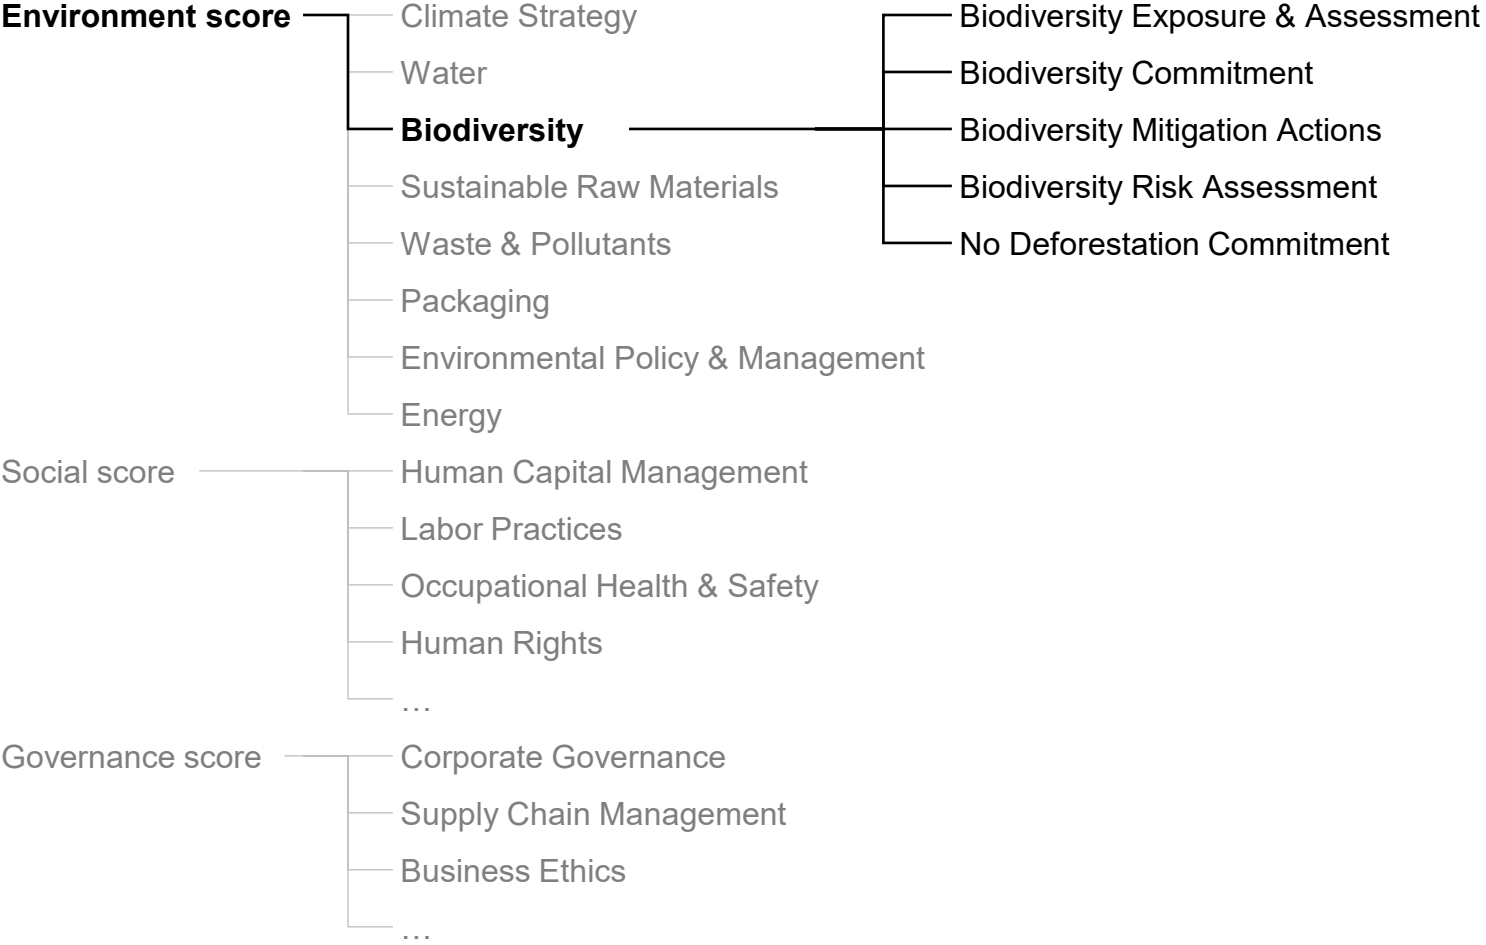 Environment score
Climate Strategy
Water
Biodiversity
Sustainable Raw Materials
Waste & Pollutants
Packaging
Environmental Policy & Management
Energy
Biodiversity Exposure & Assessment
Biodiversity Commitment
Biodiversity Mitigation Actions
Biodiversity Risk Assessment
No Deforestation Commitment
Social score
Human Capital Management
Labor Practices
Occupational Health & Safety
Human Rights
…
Governance score
Corporate Governance
Supply Chain Management
Business Ethics
…